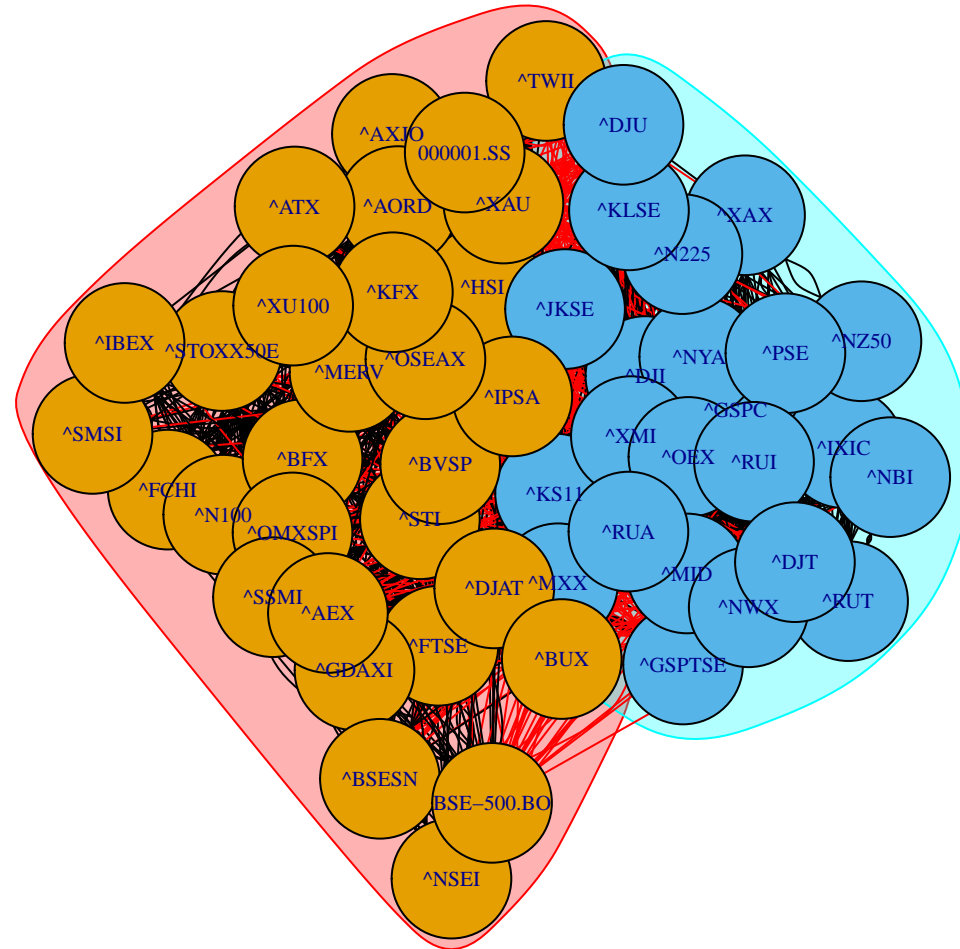 ^TWII
^DJU
^AXJO
000001.SS
^ATX
^AORD
^XAU
^KLSE
^XAX
^N225
^HSI
^KFX
^XU100
^JKSE
^IBEX
^STOXX50E
^MERV
^OSEAX
^DJI
^NYA
^PSE
^NZ50
^IPSA
^GSPC
^SMSI
^XMI
^BFX
^BVSP
^OEX
^RUI
^IXIC
^NBI
^FCHI
^KS11
^N100
^STI
^OMXSPI
^RUA
^DJT
^MID
^SSMI
^AEX
^DJAT
^MXX
^NWX
^RUT
^GDAXI
^FTSE
^BUX
^GSPTSE
^BSESN
BSE−500.BO
^NSEI